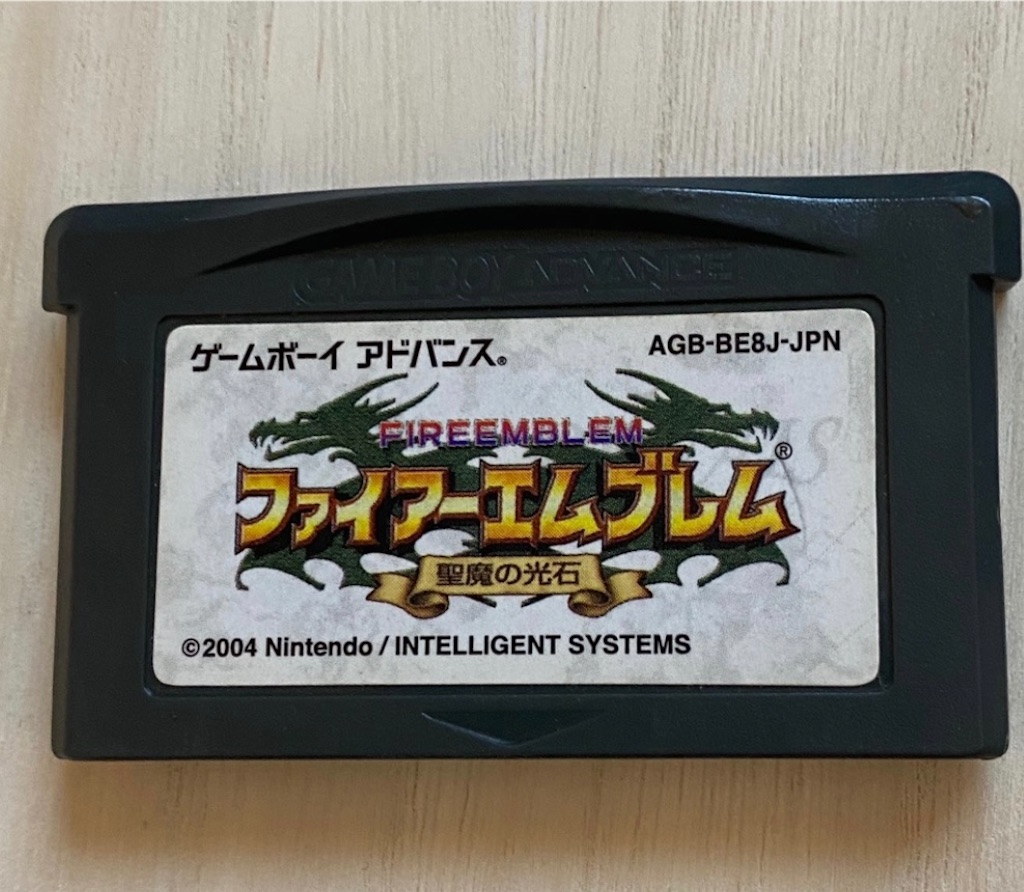 GAME BOY ADVANCE
ゲームボーイ アドバンス®
AGB-BE8J-JPN
FIREEMBLEM
ファイアーエムブレム®
聖魔の光石
©2004 Nintendo / INTELLIGENT SYSTEMS